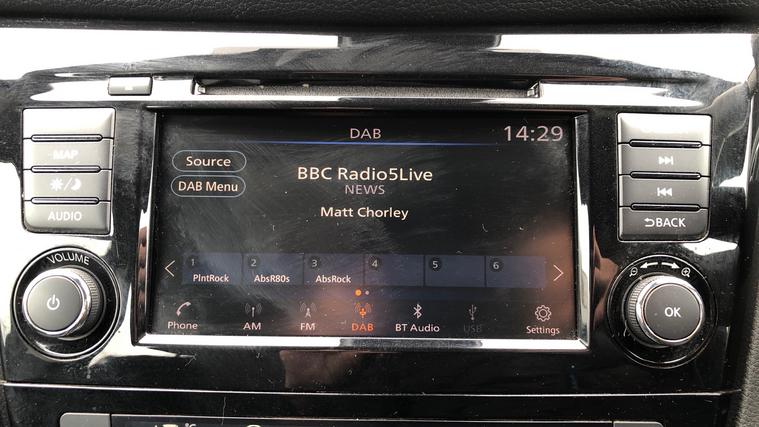 DAB
14:29
Source
BBC Radio5Live
DAB Menu
NEWS
Matt Chorley
1 2 3 4 5 6
PlntRock AbsR80s AbsRock
Phone AM FM DAB BT Audio USB Settings
MAP
AUDIO
BACK
VOLUME
OK